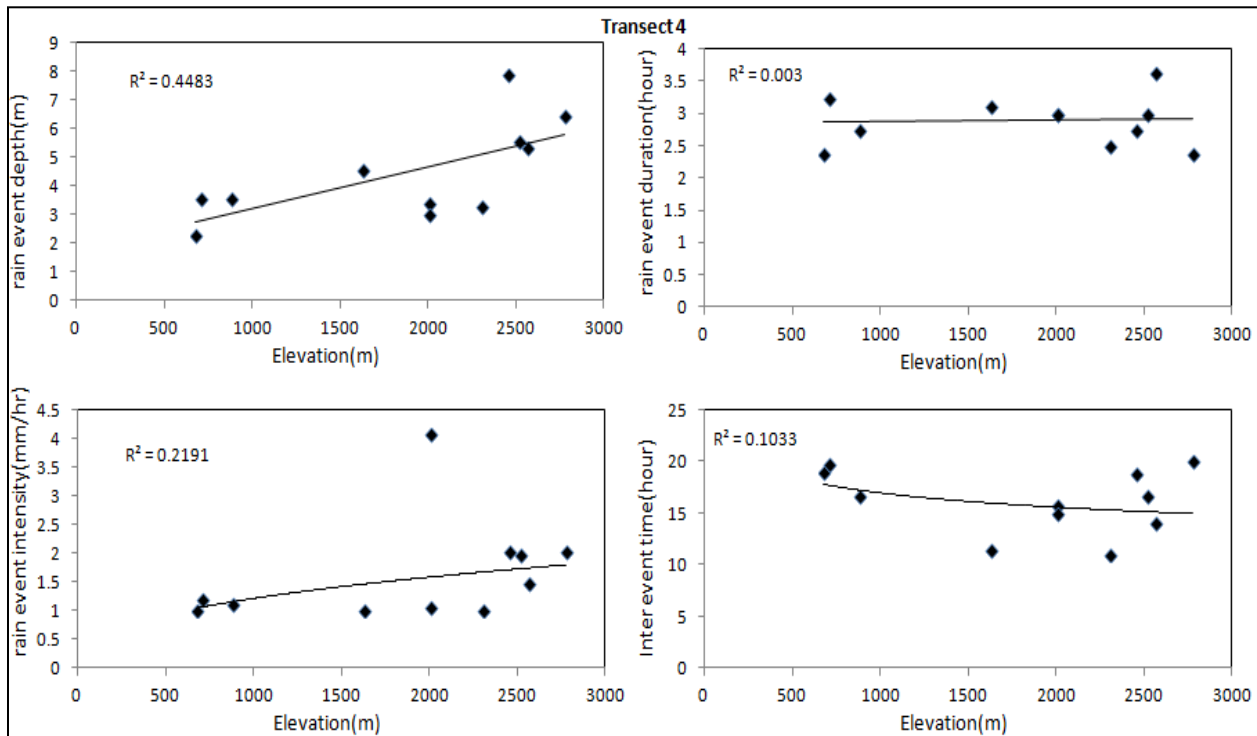 Transect 4
rain event depth(m)
9
8
7
6
5
4
3
2
1
0
R² = 0.4483
0 500 1000 1500 2000 2500 3000
Elevation(m)
rain event duration(hour)
4
3.5
3
2.5
2
1.5
1
0.5
0
R² = 0.003
0 500 1000 1500 2000 2500 3000
Elevation(m)
rain event intensity(mm/hr)
4.5
4
3.5
3
2.5
2
1.5
1
0.5
0
R² = 0.2191
0 500 1000 1500 2000 2500 3000
Elevation(m)
Inter event time(hour)
25
20
15
10
5
0
R² = 0.1033
0 500 1000 1500 2000 2500 3000
Elevation(m)